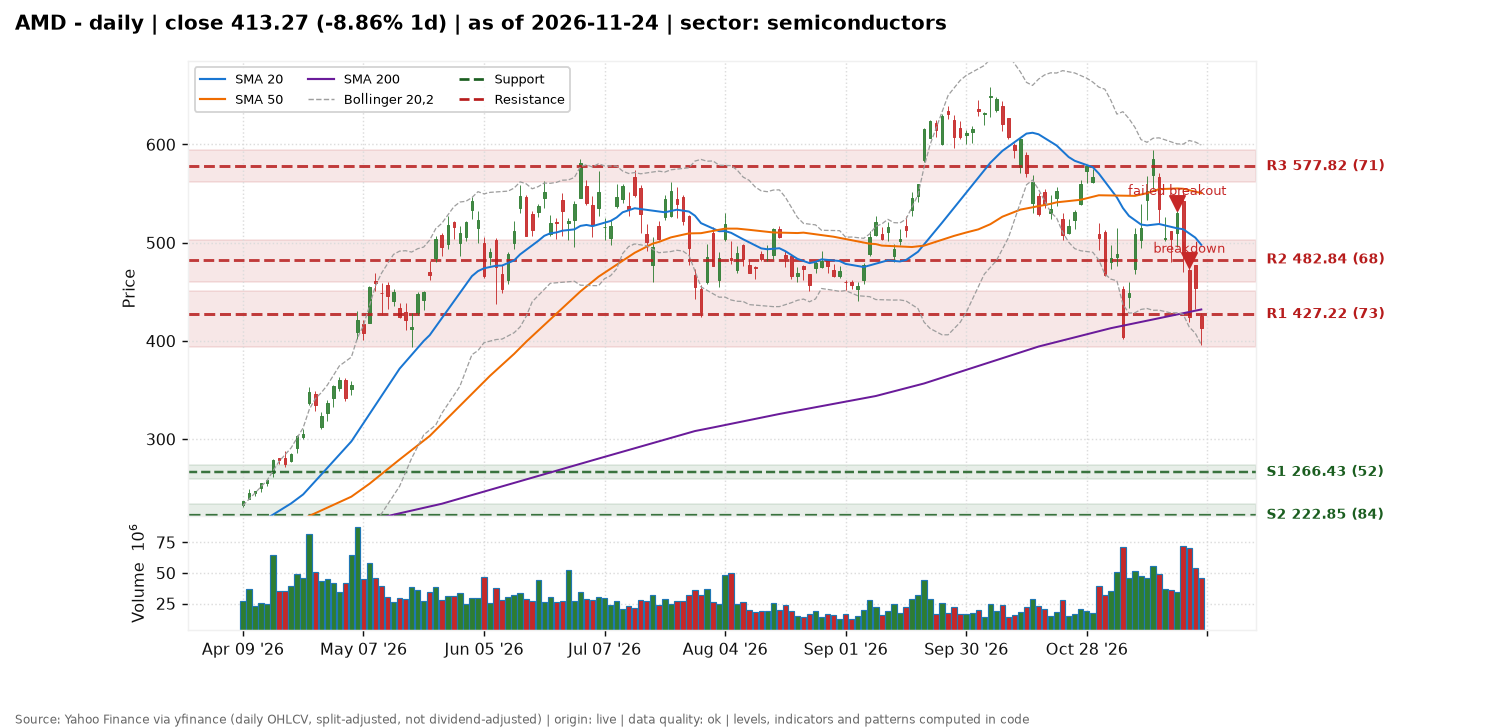 AMD - daily | close 413.27 (-8.86% 1d) | as of 2026-11-24 | sector: semiconductors
SMA 20
SMA 50
SMA 200
Bollinger 20,2
Support
Resistance
Price
600
500
400
300
failed breakout
breakdown
R3 577.82 (71)
R2 482.84 (68)
R1 427.22 (73)
S1 266.43 (52)
S2 222.85 (84)
Volume 10⁶
75
50
25
Apr 09 '26 May 07 '26 Jun 05 '26 Jul 07 '26 Aug 04 '26 Sep 01 '26 Sep 30 '26 Oct 28 '26
Source: Yahoo Finance via yfinance (daily OHLCV, split-adjusted, not dividend-adjusted) | origin: live | data quality: ok | levels, indicators and patterns computed in code